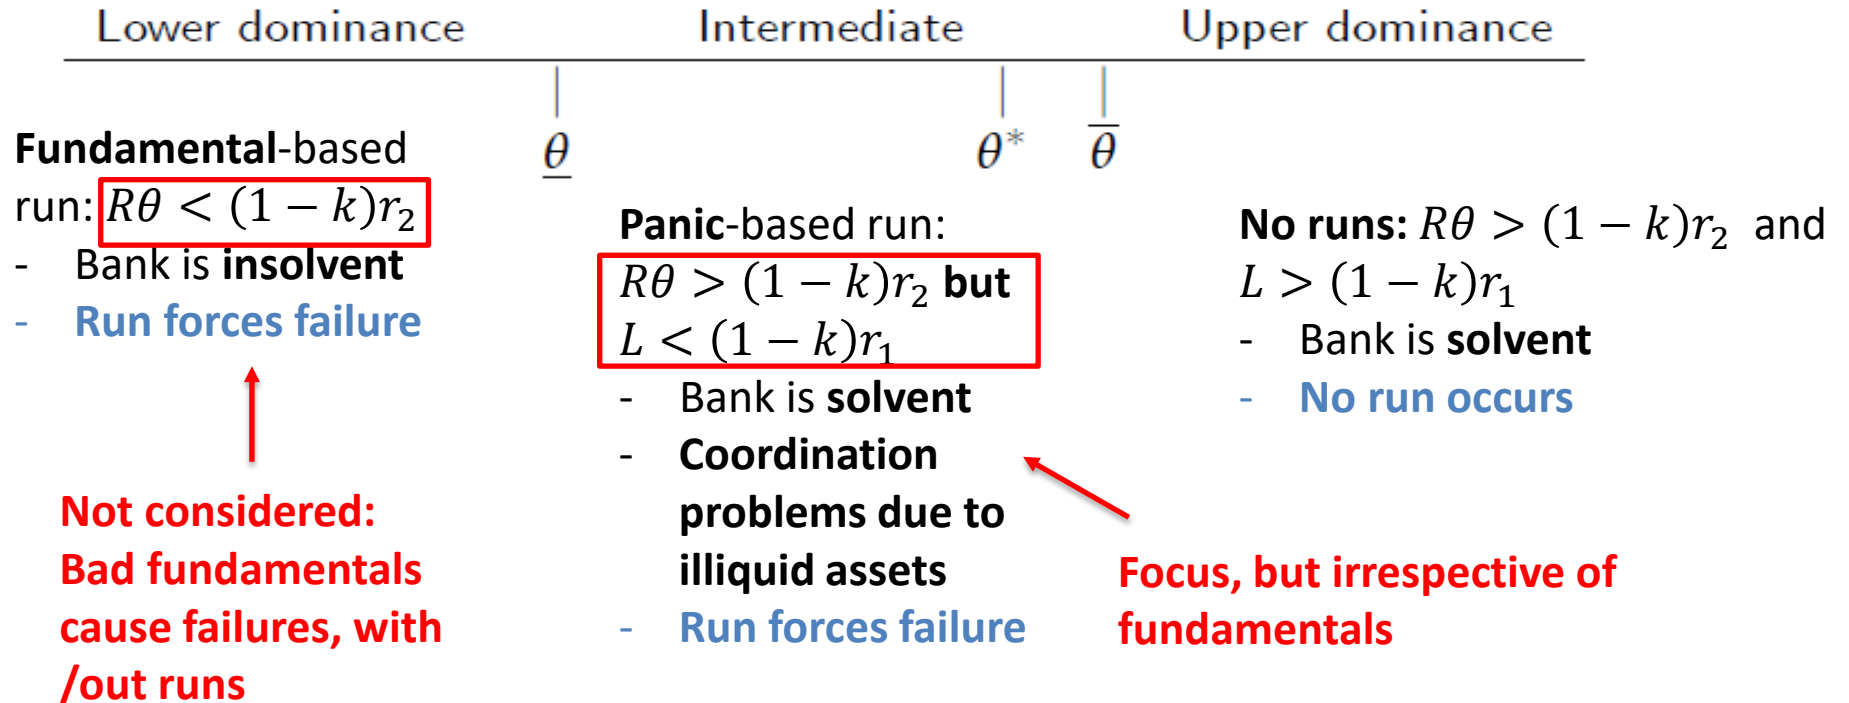 Lower dominance Intermediate Upper dominance
θ θ* θ̅
Fundamental-based
run: Rθ < (1 − k)r₂
- Bank is insolvent
- Run forces failure
Not considered:
Bad fundamentals
cause failures, with
/out runs
Panic-based run:
Rθ > (1 − k)r₂ but
L < (1 − k)r₁
- Bank is solvent
- Coordination
problems due to
illiquid assets
- Run forces failure
Focus, but irrespective of
fundamentals
No runs: Rθ > (1 − k)r₂ and
L > (1 − k)r₁
- Bank is solvent
- No run occurs